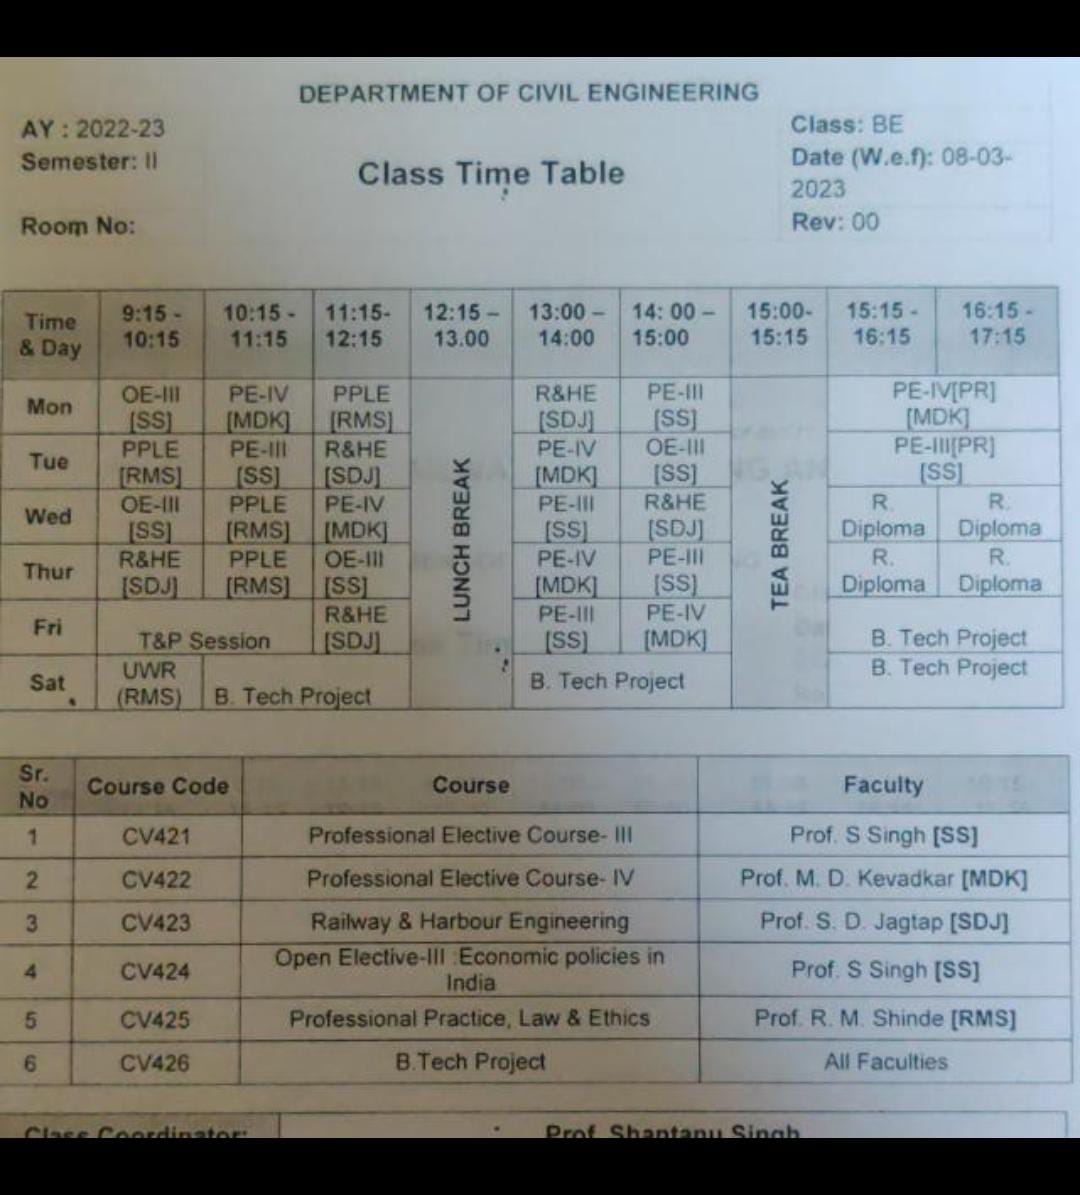 DEPARTMENT OF CIVIL ENGINEERING
AY : 2022-23
Class: BE
Semester: II
Class Time Table
Date (W.e.f): 08-03-
2023
Room No:
Rev: 00
Time & Day 9:15 - 10:15 10:15 - 11:15 11:15- 12:15 12:15 – 13.00 13:00 – 14:00 14: 00 – 15:00 15:00- 15:15 15:15 - 16:15 16:15 - 17:15
Mon OE-III [SS] PE-IV [MDK] PPLE [RMS] LUNCH BREAK R&HE [SDJ] PE-III [SS] TEA BREAK PE-IV[PR] [MDK]
Tue PPLE [RMS] PE-III [SS] R&HE [SDJ] PE-IV [MDK] OE-III [SS] PE-III[PR] [SS]
Wed OE-III [SS] PPLE [RMS] PE-IV [MDK] PE-III [SS] R&HE [SDJ] R. Diploma R. Diploma
Thur R&HE [SDJ] PPLE [RMS] OE-III [SS] PE-IV [MDK] PE-III [SS] R. Diploma R. Diploma
Fri T&P Session R&HE [SDJ] PE-III [SS] PE-IV [MDK] B. Tech Project
Sat UWR (RMS) B. Tech Project B. Tech Project B. Tech Project
Sr. No Course Code Course Faculty
1 CV421 Professional Elective Course- III Prof. S Singh [SS]
2 CV422 Professional Elective Course- IV Prof. M. D. Kevadkar [MDK]
3 CV423 Railway & Harbour Engineering Prof. S. D. Jagtap [SDJ]
4 CV424 Open Elective-III :Economic policies in India Prof. S Singh [SS]
5 CV425 Professional Practice, Law & Ethics Prof. R. M. Shinde [RMS]
6 CV426 B.Tech Project All Faculties
Class Coordinator: Prof. Shantanu Singh